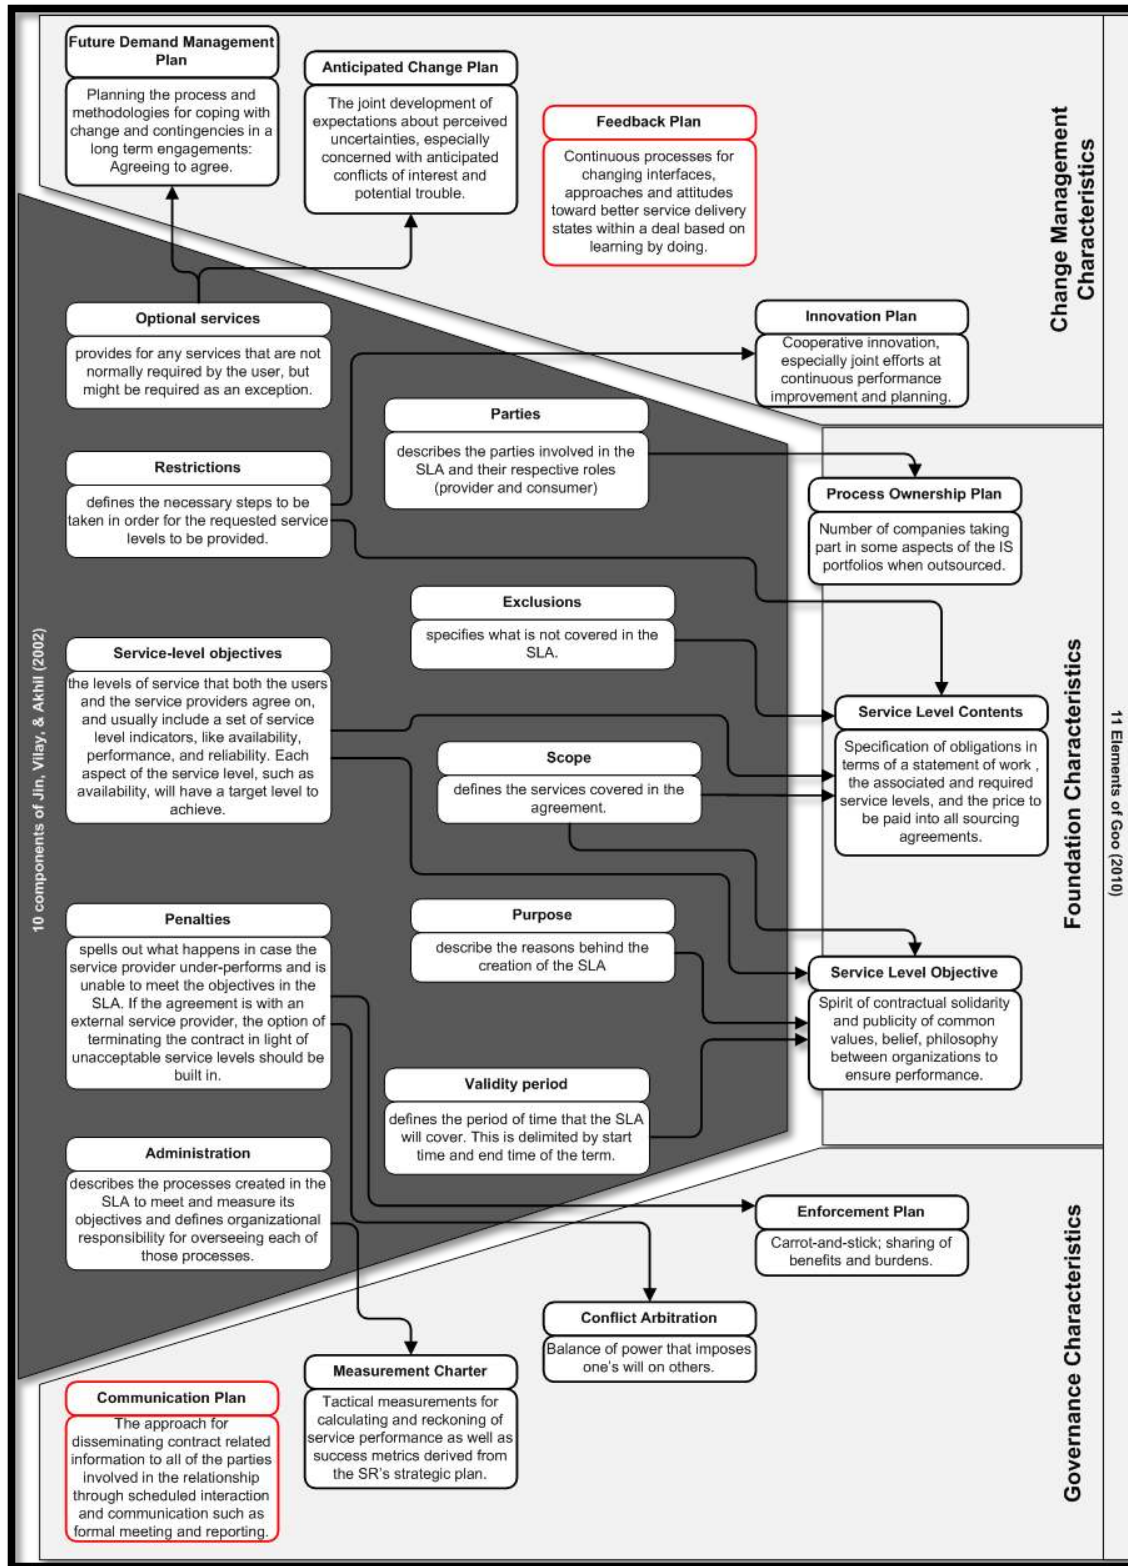 Future Demand Management
Plan
Planning the process and
methodologies for coping with
change and contingencies in a
long term engagements:
Agreeing to agree.
Anticipated Change Plan
The joint development of
expectations about perceived
uncertainties, especially
concerned with anticipated
conflicts of interest and
potential trouble.
Feedback Plan
Continuous processes for
changing interfaces,
approaches and attitudes
toward better service delivery
states within a deal based on
learning by doing.
Innovation Plan
Cooperative innovation,
especially joint efforts at
continuous performance
improvement and planning.
Change Management
Characteristics
Optional services
provides for any services that are not
normally required by the user, but
might be required as an exception.
Parties
describes the parties involved in the
SLA and their respective roles
(provider and consumer)
Restrictions
defines the necessary steps to be
taken in order for the requested service
levels to be provided.
Process Ownership Plan
Number of companies taking
part in some aspects of the IS
portfolios when outsourced.
Exclusions
specifies what is not covered in the
SLA.
Service-level objectives
the levels of service that both the users
and the service providers agree on,
and usually include a set of service
level indicators, like availability,
performance, and reliability. Each
aspect of the service level, such as
availability, will have a target level to
achieve.
Scope
defines the services covered in the
agreement.
Service Level Contents
Specification of obligations in
terms of a statement of work ,
the associated and required
service levels, and the price to
be paid into all sourcing
agreements.
10 components of Jin, Vilay, & Akhil (2002)
Foundation Characteristics
11 Elements of Goo (2010)
Penalties
spells out what happens in case the
service provider under-performs and is
unable to meet the objectives in the
SLA. If the agreement is with an
external service provider, the option of
terminating the contract in light of
unacceptable service levels should be
built in.
Purpose
describe the reasons behind the
creation of the SLA
Service Level Objective
Spirit of contractual solidarity
and publicity of common
values, belief, philosophy
between organizations to
ensure performance.
Validity period
defines the period of time that the SLA
will cover. This is delimited by start
time and end time of the term.
Administration
describes the processes created in the
SLA to meet and measure its
objectives and defines organizational
responsibility for overseeing each of
those processes.
Enforcement Plan
Carrot-and-stick; sharing of
benefits and burdens.
Conflict Arbitration
Balance of power that imposes
one's will on others.
Measurement Charter
Tactical measurements for
calculating and reckoning of
service performance as well as
success metrics derived from
the SR's strategic plan.
Communication Plan
The approach for
disseminating contract related
information to all of the parties
involved in the relationship
through scheduled interaction
and communication such as
formal meeting and reporting.
Governance Characteristics